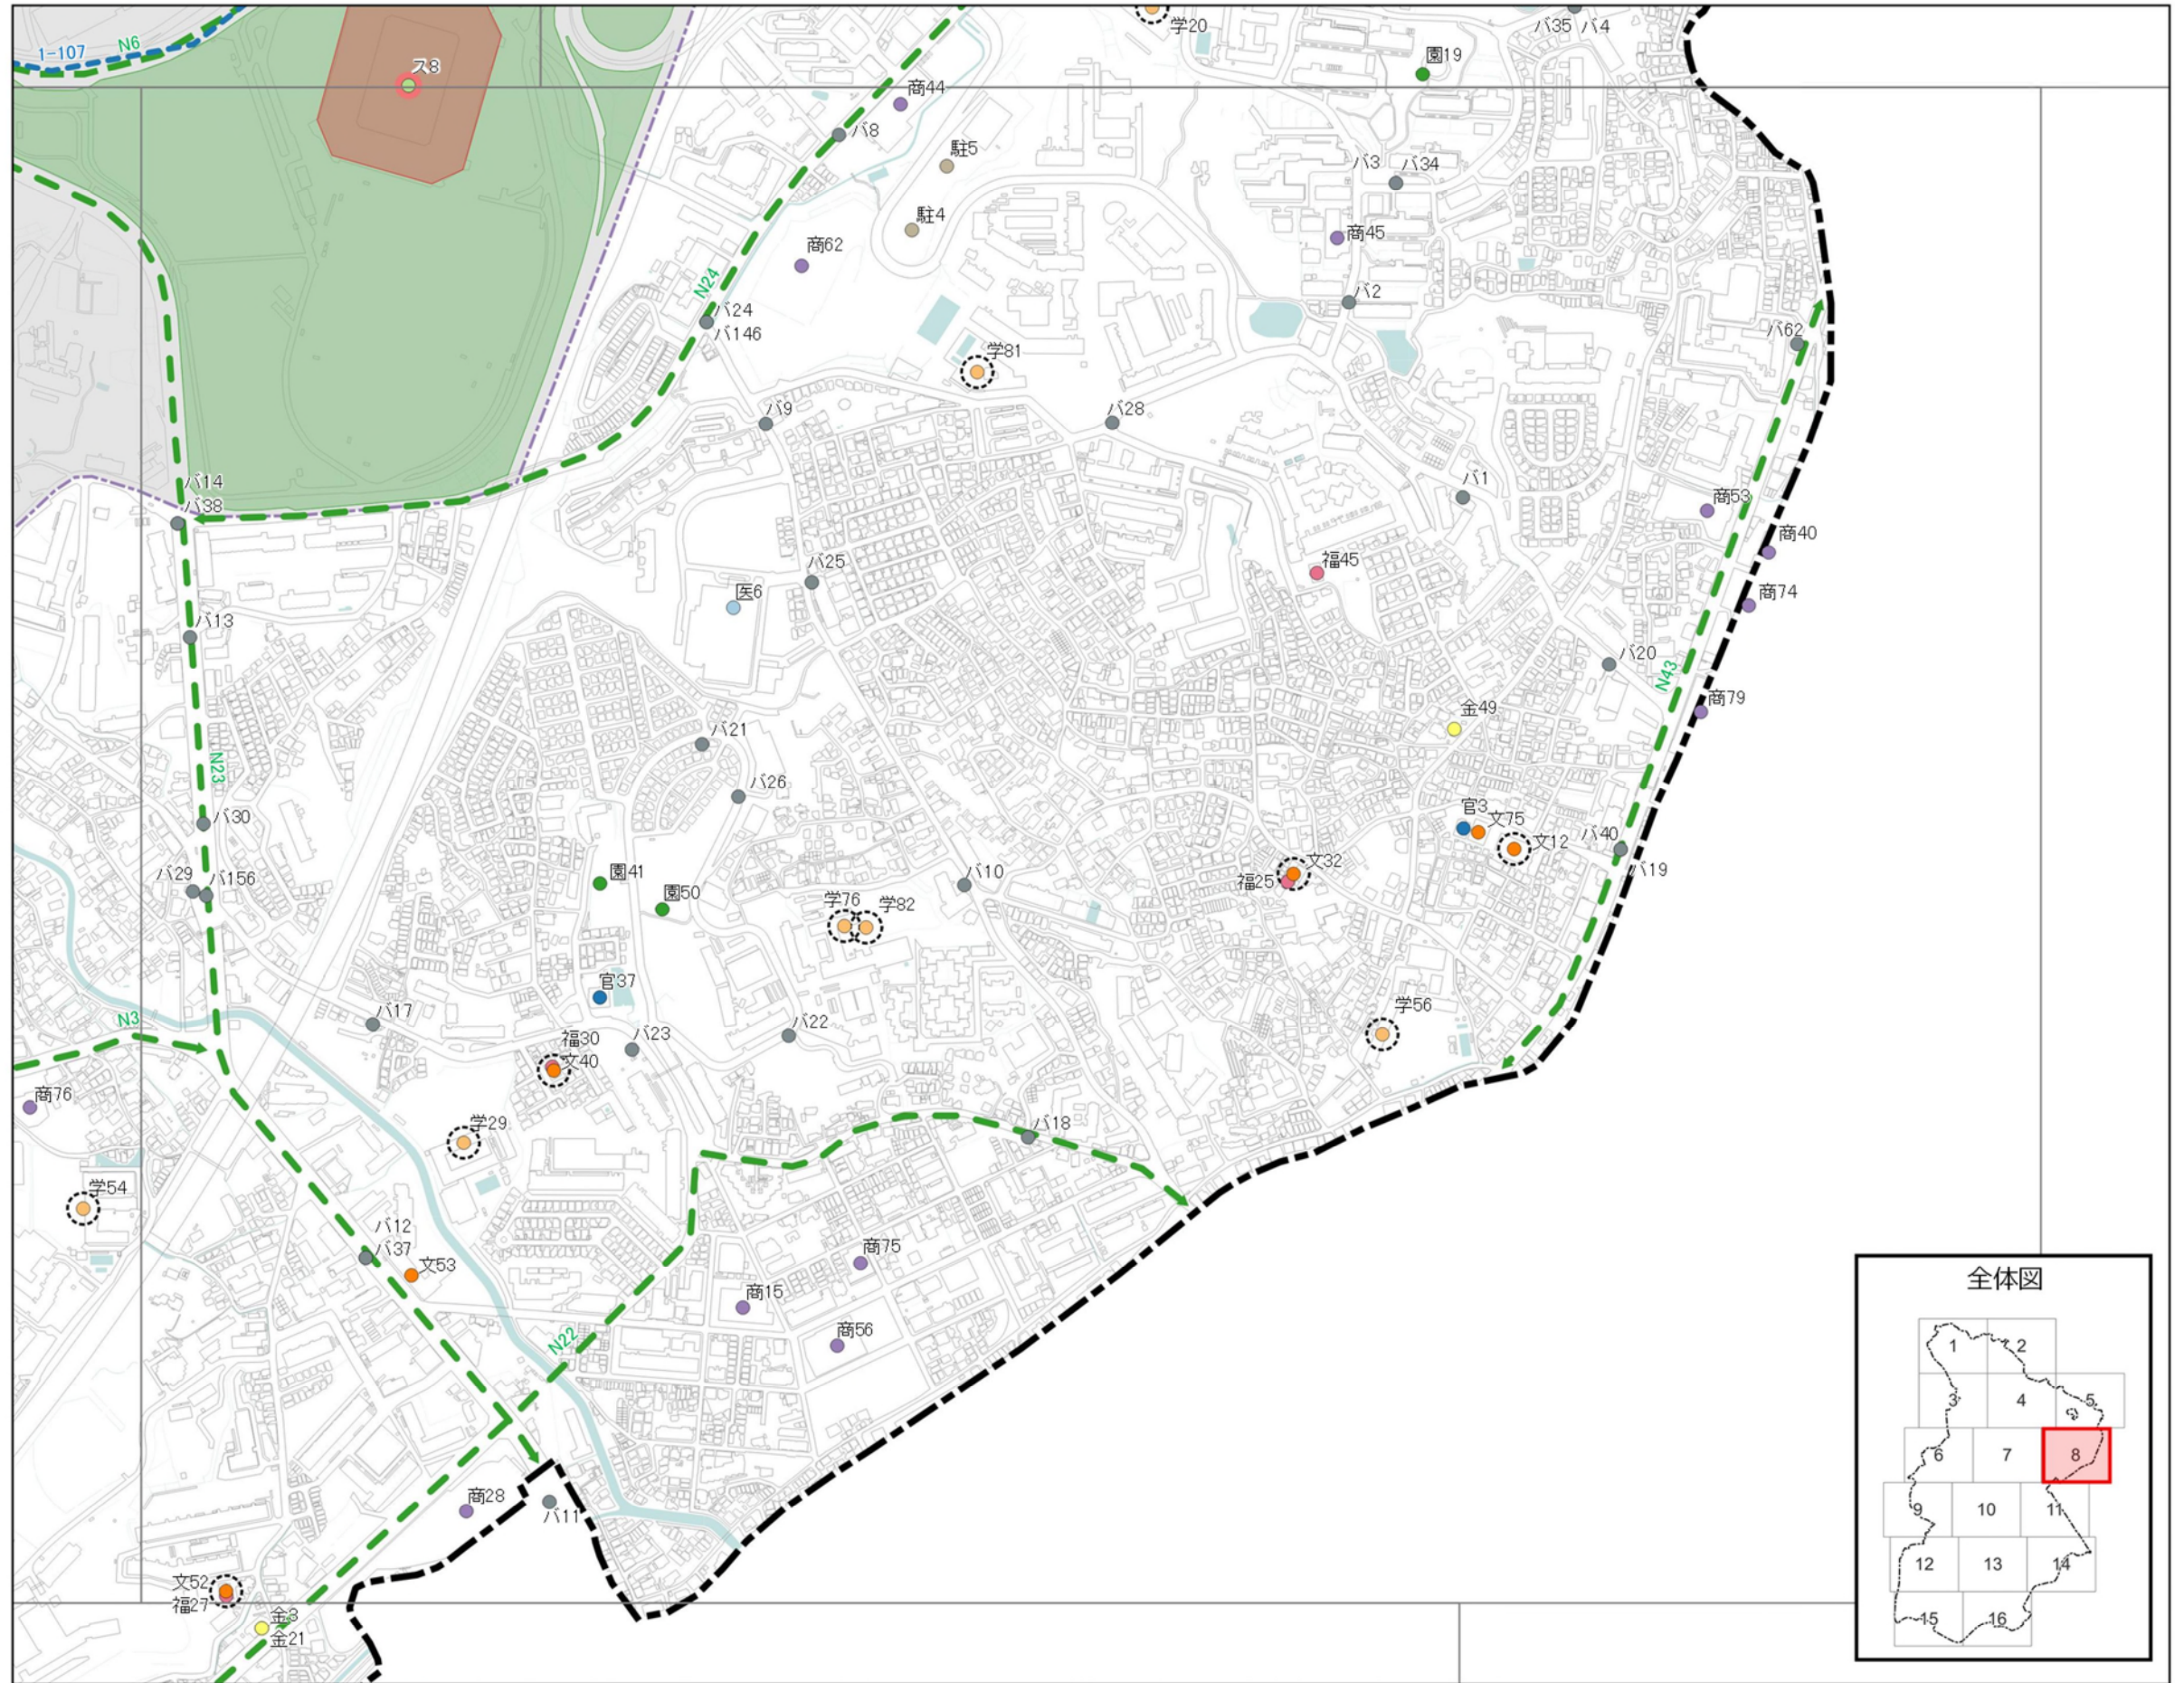 学20
バ35 バ4
1-107
N6
ス8
園19
商44
バ8
駐5
バ3
バ34
駐4
商62
商45
N24
バ24
バ146
バ2
バ62
学81
バ9
バ28
バ14
バ38
バ1
商53
商40
バ25
福45
医6
商74
バ13
バ20
N43
商79
金49
バ21
N23
バ26
官3
文75
バ30
文12
バ40
バ19
文32
福25
バ29
バ156
園41
園50
バ10
学76
学82
官37
バ17
学56
N3
バ22
福30
バ23
文40
商76
学29
バ18
学54
バ12
バ37
文53
商75
商15
N22
商56
商28
バ11
文52
福27
金3
金21
全体図
1
2
3
4
5
6
7
8
9
10
11
12
13
14
15
16